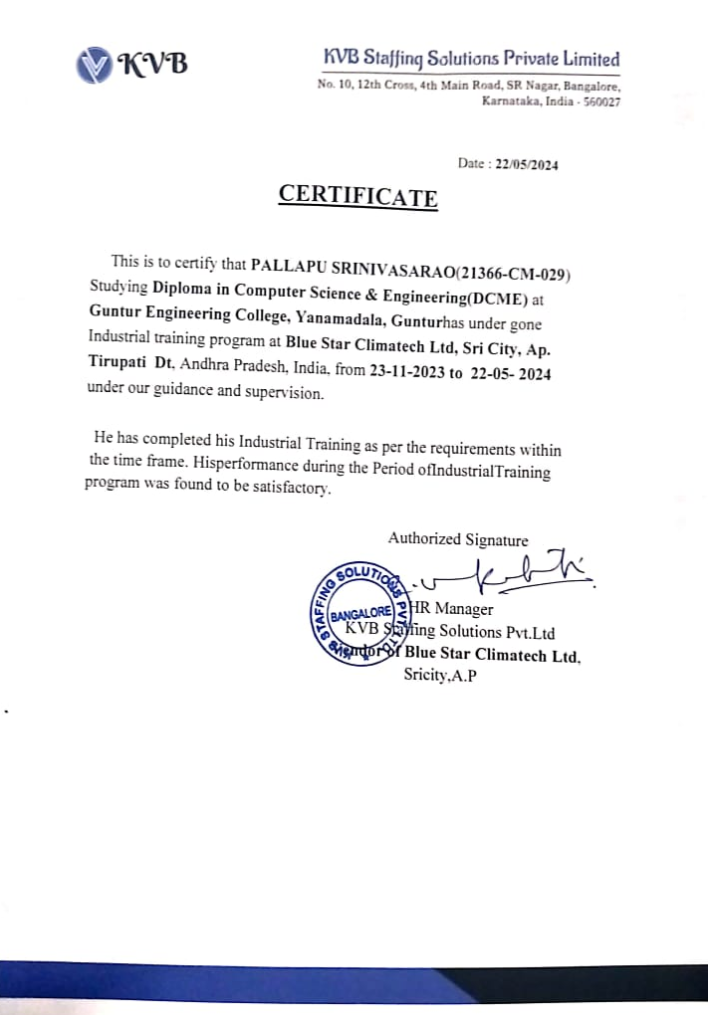 KVB
KVB Staffing Solutions Private Limited
No. 10, 12th Cross, 4th Main Road, SR Nagar, Bangalore,
Karnataka, India - 560027
Date : 22/05/2024
CERTIFICATE
This is to certify that PALLAPU SRINIVASARAO(21366-CM-029)
Studying Diploma in Computer Science & Engineering(DCME) at
Guntur Engineering College, Yanamadala, Gunturhas under gone
Industrial training program at Blue Star Climatech Ltd, Sri City, Ap.
Tirupati Dt, Andhra Pradesh, India, from 23-11-2023 to 22-05- 2024
under our guidance and supervision.
He has completed his Industrial Training as per the requirements within
the time frame. Hisperformance during the Period ofIndustrialTraining
program was found to be satisfactory.
Authorized Signature
KVB STAFFING SOLUTIONS PVT. LTD.
BANGALORE
HR Manager
KVB Staffing Solutions Pvt.Ltd
Vendor of Blue Star Climatech Ltd,
Sricity,A.P